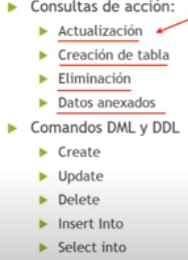 Consultas de acción:
Actualización
Creación de tabla
Eliminación
Datos anexados
Comandos DML y DDL
Create
Update
Delete
Insert Into
Select into